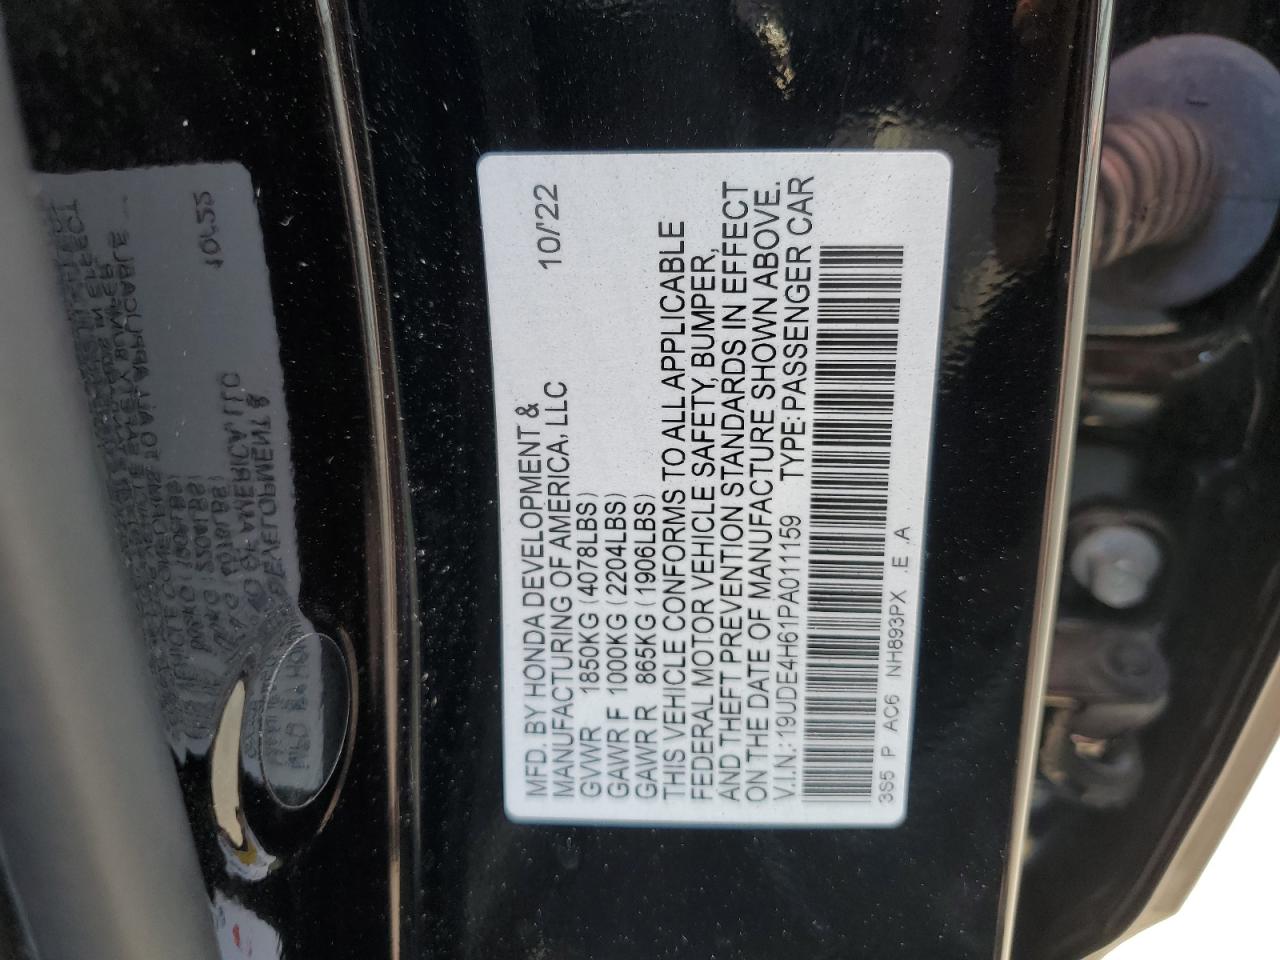 MFD. BY HONDA DEVELOPMENT &
MANUFACTURING OF AMERICA, LLC 10/'22
GVWR 1850KG (4078LBS)
GAWR F 1000KG (2204LBS)
GAWR R 865KG (1906LBS)
THIS VEHICLE CONFORMS TO ALL APPLICABLE
FEDERAL MOTOR VEHICLE SAFETY, BUMPER,
AND THEFT PREVENTION STANDARDS IN EFFECT
ON THE DATE OF MANUFACTURE SHOWN ABOVE.
V.I.N.: 19UDE4H61PA011159 TYPE: PASSENGER CAR
3S5 P AC6 NH893PX .E .A